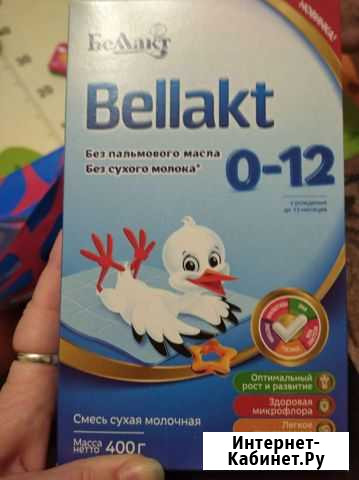 БеЛЛакт
НОВИНКА!
Bellakt
Без пальмового масла
Без сухого молока*
0-12
с рождения
до 12 месяцев
Оптимальный
рост и развитие
Здоровая
микрофлора
Легкое
Смесь сухая молочная
Масса
нетто 400 г
Интернет-
Кабинет.Ру